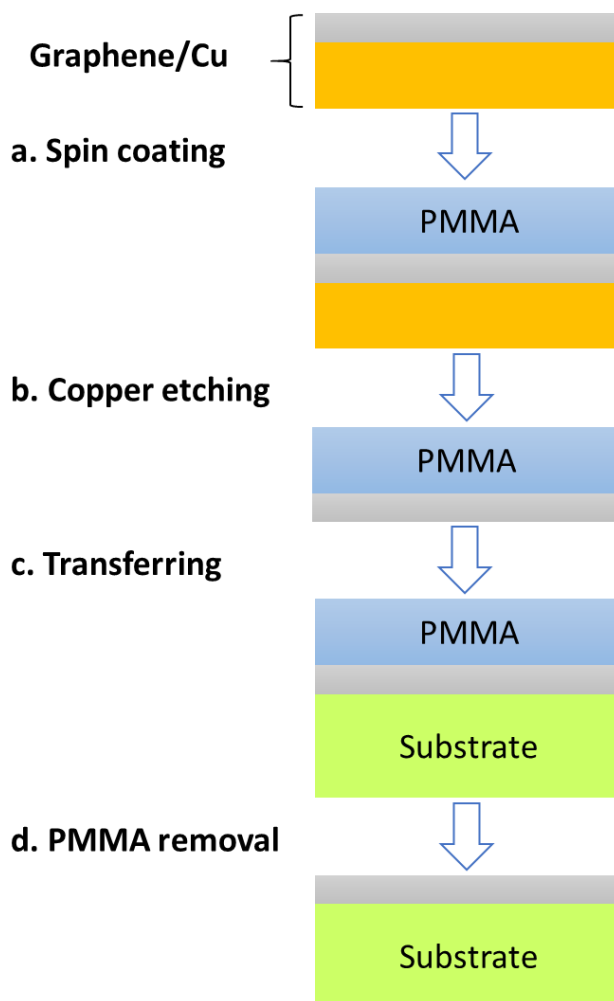 Graphene/Cu
a. Spin coating
PMMA
b. Copper etching
PMMA
c. Transferring
PMMA
Substrate
d. PMMA removal
Substrate